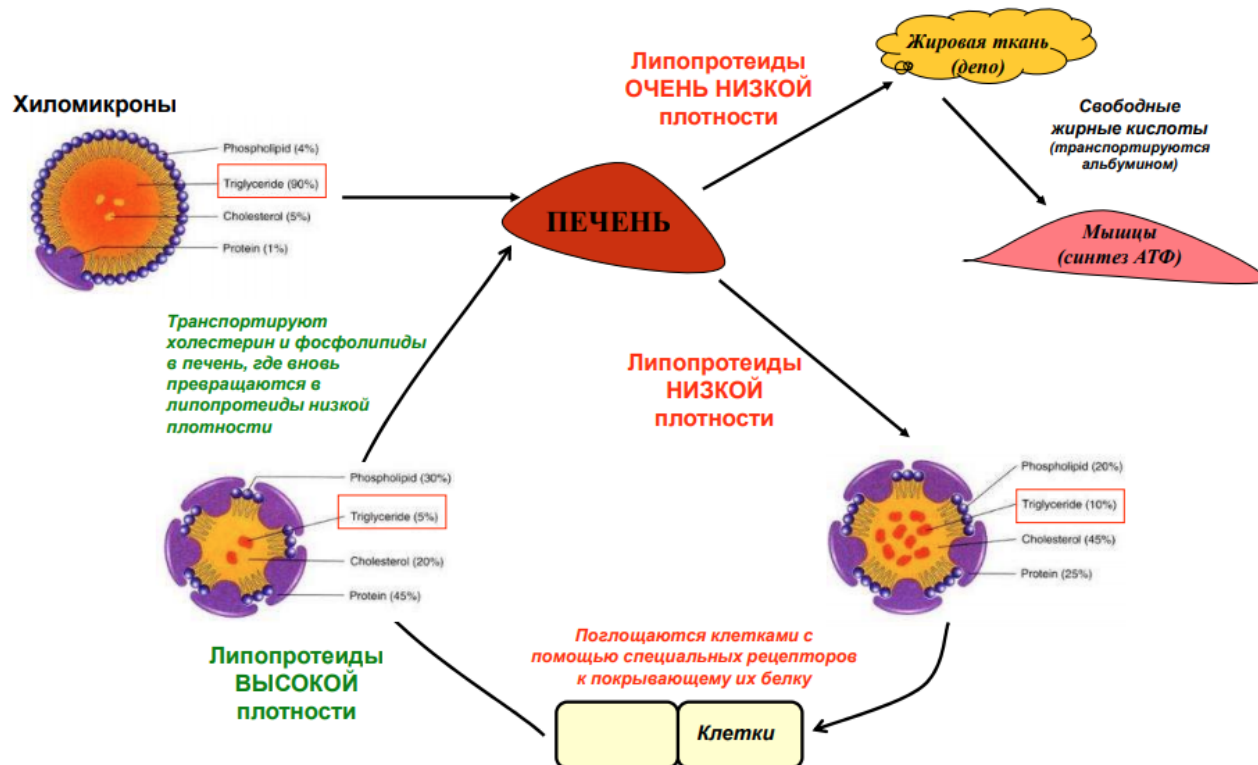 Хиломикроны
Phospholipid (4%)
Triglyceride (90%)
Cholesterol (5%)
Protein (1%)
Липопротеиды
ОЧЕНЬ НИЗКОЙ
плотности
Жировая ткань
(депо)
Свободные
жирные кислоты
(транспортируются
альбумином)
Мышцы
(синтез АТФ)
ПЕЧЕНЬ
Транспортируют
холестерин и фосфолипиды
в печень, где вновь
превращаются в
липопротеиды низкой
плотности
Липопротеиды
НИЗКОЙ
плотности
Phospholipid (30%)
Triglyceride (5%)
Cholesterol (20%)
Protein (45%)
Phospholipid (20%)
Triglyceride (10%)
Cholesterol (45%)
Protein (25%)
Липопротеиды
ВЫСОКОЙ
плотности
Поглощаются клетками с
помощью специальных рецепторов
к покрывающему их белку
Клетки